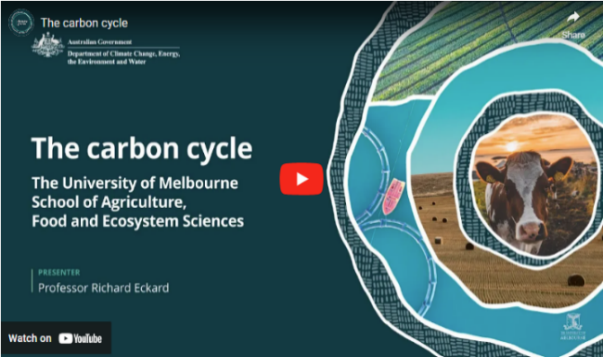 The carbon cycle
Australian Government
Department of Climate Change, Energy,
the Environment and Water
Share
The carbon cycle
The University of Melbourne
School of Agriculture,
Food and Ecosystem Sciences
PRESENTER
Professor Richard Eckard
Watch on YouTube